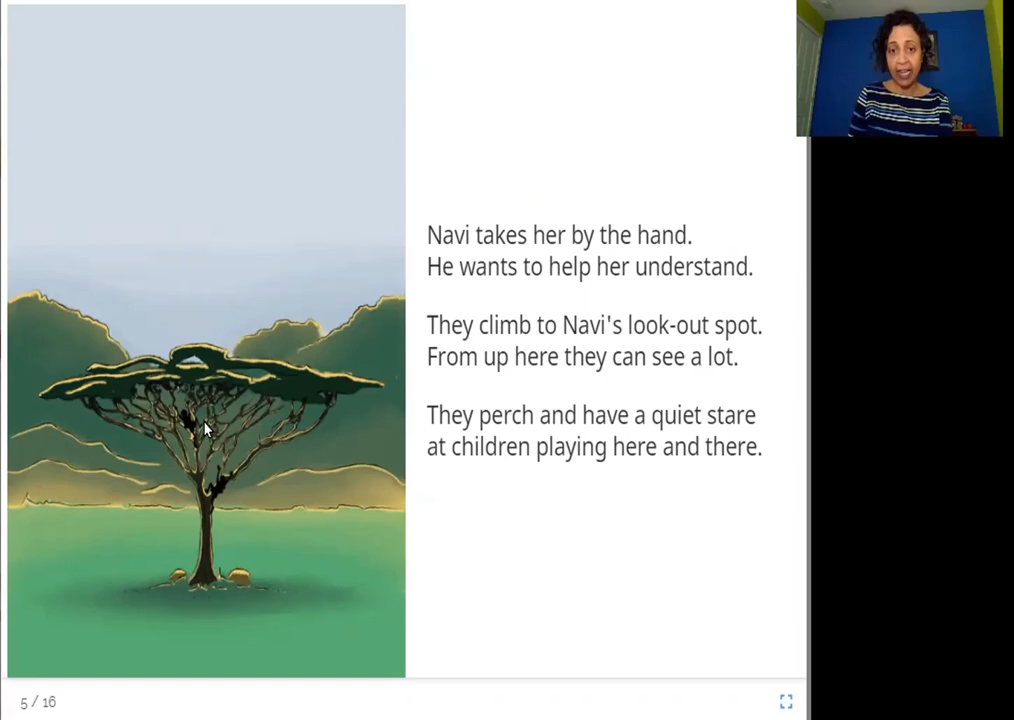 Navi takes her by the hand.
He wants to help her understand.
They climb to Navi's look-out spot.
From up here they can see a lot.
They perch and have a quiet stare
at children playing here and there.
5 / 16